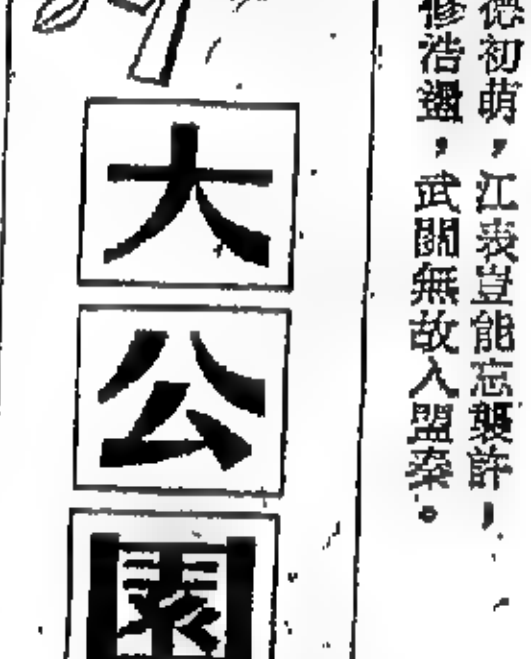 德初萌，江表豈能忘襲許，
修浩盪，武關無故入盟秦。
大公園